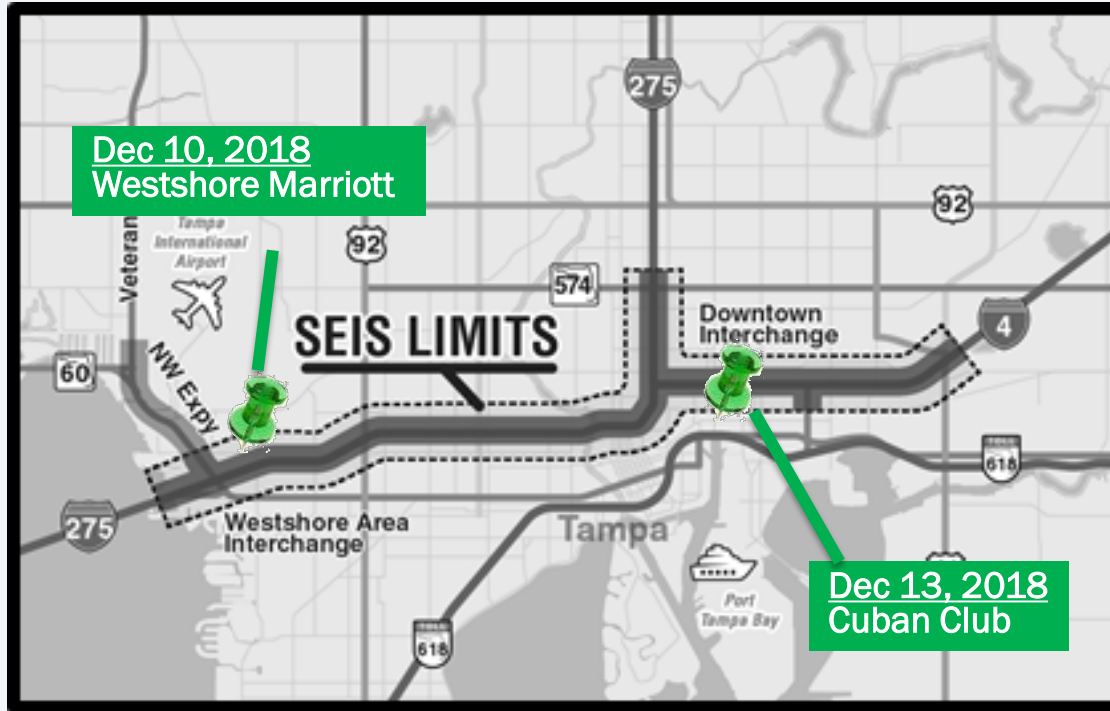 275
Dec 10, 2018
Westshore Marriott
92
Tampa
International
Airport
Veteran
92
574
SEIS LIMITS
Downtown
Interchange
4
60
NW Expy
618
275
Westshore Area
Interchange
Tampa
Port
Tampa Bay
Dec 13, 2018
Cuban Club
618